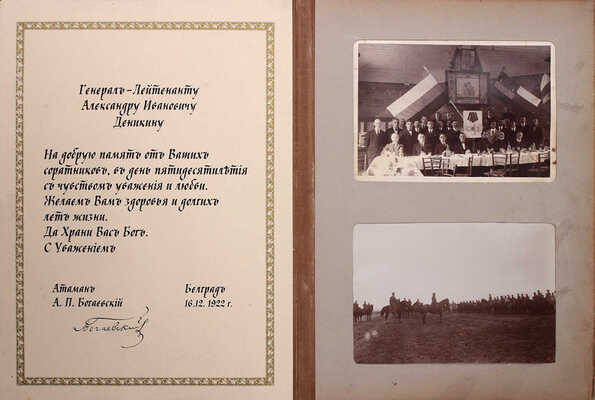 Генералъ-Лейтенанту
Александру Ивановичу
Деникину
На добрую память отъ Вашихъ
соратниковъ, въ день пятидесятилѣтія
съ чувствомъ уваженія и любви.
Желаемъ Вамъ здоровья и долгихъ
летъ жизни.
Да Храни Васъ Богъ.
С Уваженіемъ
Атаманъ
А. П. Богаевскій
Белградъ
16.12. 1922 г.
Богаевскій